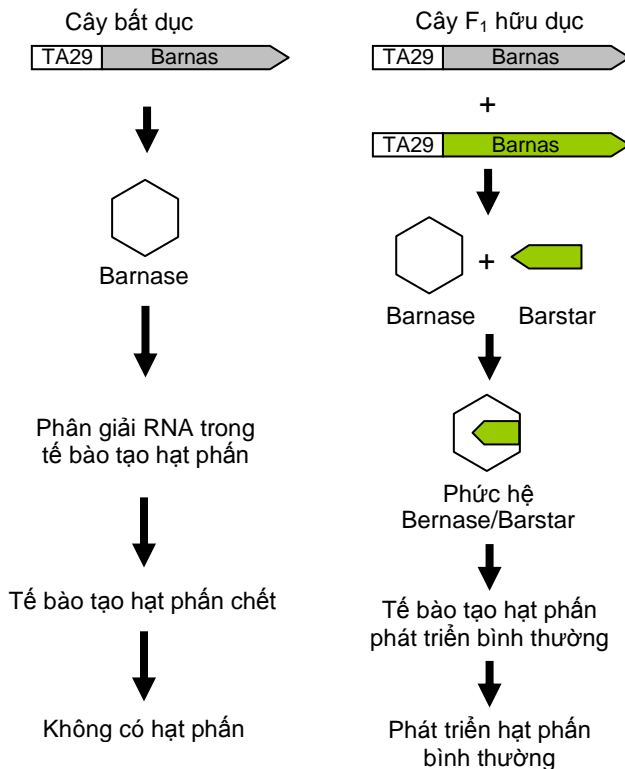 Cây bất dục
TA29 Barnas
Barnase
Phân giải RNA trong
tế bào tạo hạt phấn
Tế bào tạo hạt phấn chết
Không có hạt phấn
Cây F₁ hữu dục
TA29 Barnas
+
TA29 Barnas
+
Barnase Barstar
Phức hệ
Bernase/Barstar
Tế bào tạo hạt phấn
phát triển bình thường
Phát triển hạt phấn
bình thường